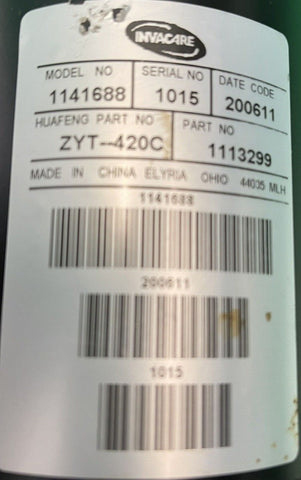 INVACARE
MODEL NO SERIAL NO DATE CODE
1141688 1015 200611
HUAFENG PART NO PART NO
ZYT--420C 1113299
MADE IN CHINA ELYRIA OHIO 44035 MLH
1141688
200611
1015